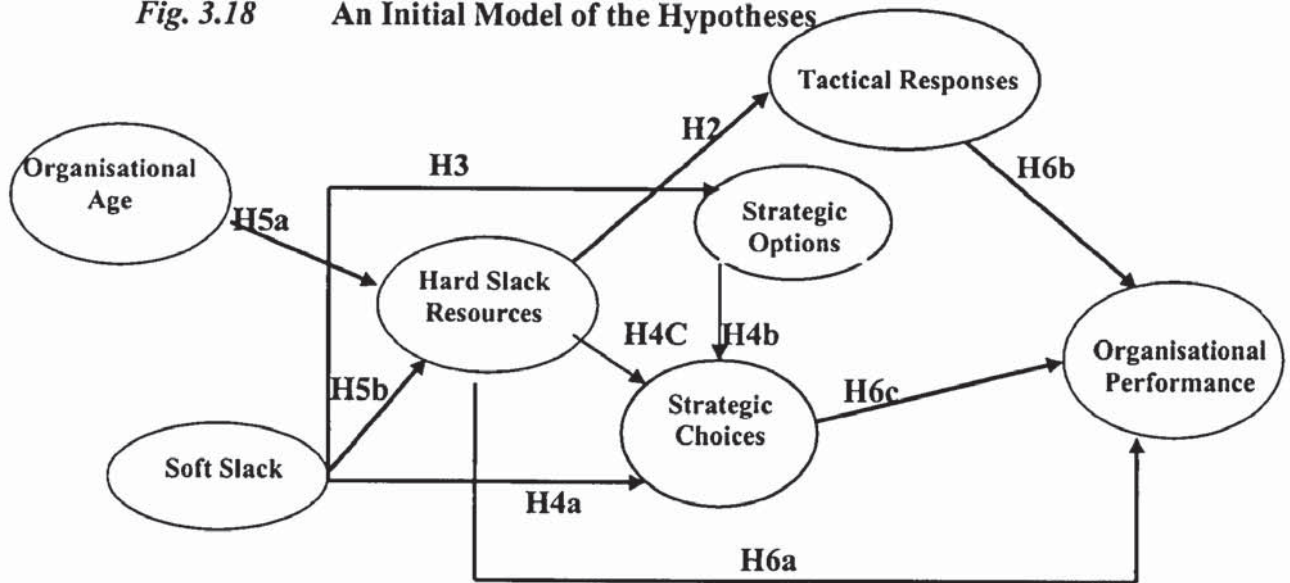 Fig. 3.18 An Initial Model of the Hypotheses
Tactical Responses
H2
H3
H6b
Organisational
Age
H5a
Strategic
Options
Hard Slack
Resources
H4C
H4b
Organisational
Performance
H5b
H6c
Strategic
Choices
Soft Slack
H4a
H6a